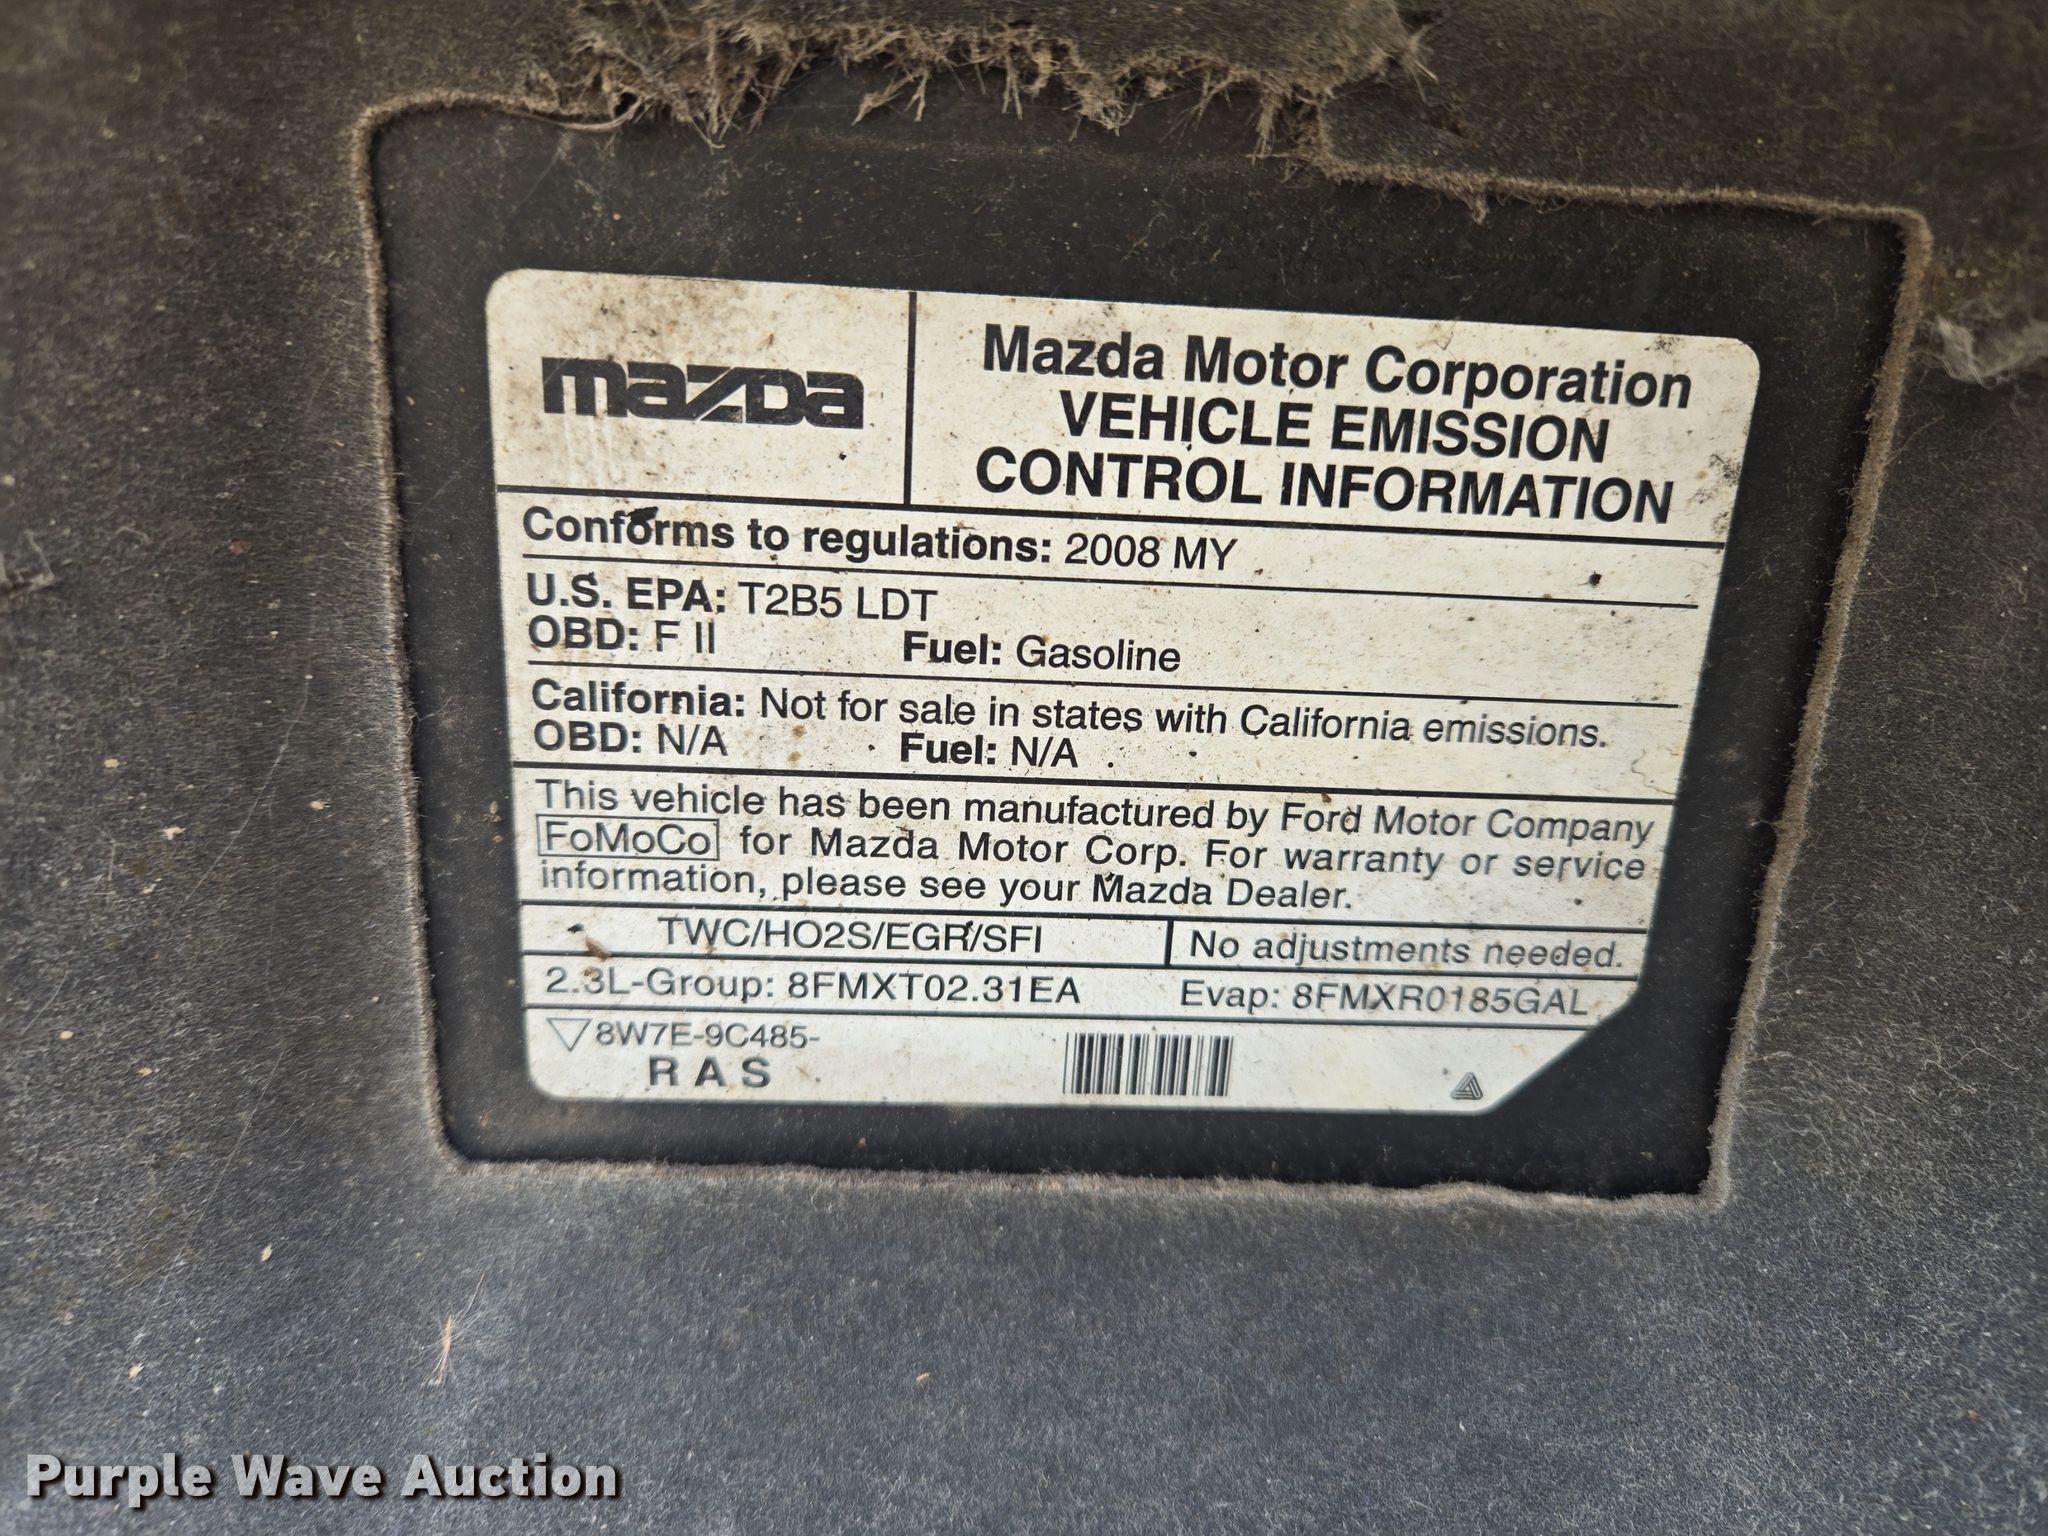 mazda
Mazda Motor Corporation
VEHICLE EMISSION
CONTROL INFORMATION
Conforms to regulations: 2008 MY
U.S. EPA: T2B5 LDT
OBD: F II Fuel: Gasoline
California: Not for sale in states with California emissions.
OBD: N/A Fuel: N/A
This vehicle has been manufactured by Ford Motor Company
FoMoCo for Mazda Motor Corp. For warranty or service
information, please see your Mazda Dealer.
TWC/HO2S/EGR/SFI No adjustments needed.
2.3L-Group: 8FMXT02.31EA Evap: 8FMXR0185GAL
8W7E-9C485-
R A S
Purple Wave Auction